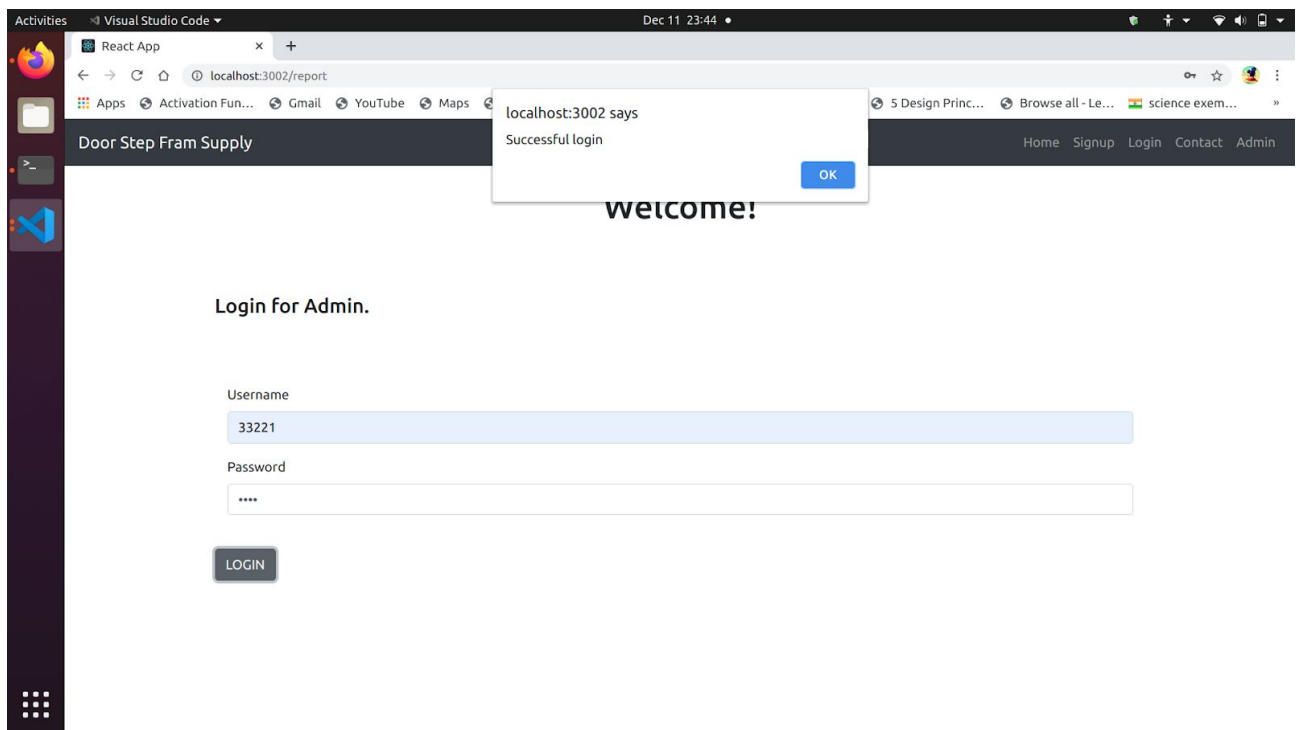 Activities Visual Studio Code Dec 11 23:44
React App
localhost:3002/report
Apps Activation Fun... Gmail YouTube Maps 5 Design Princ... Browse all - Le... science exem... »
localhost:3002 says
Successful login
OK
Door Step Fram Supply Home Signup Login Contact Admin
Welcome!
Login for Admin.
Username
33221
Password
••••
LOGIN